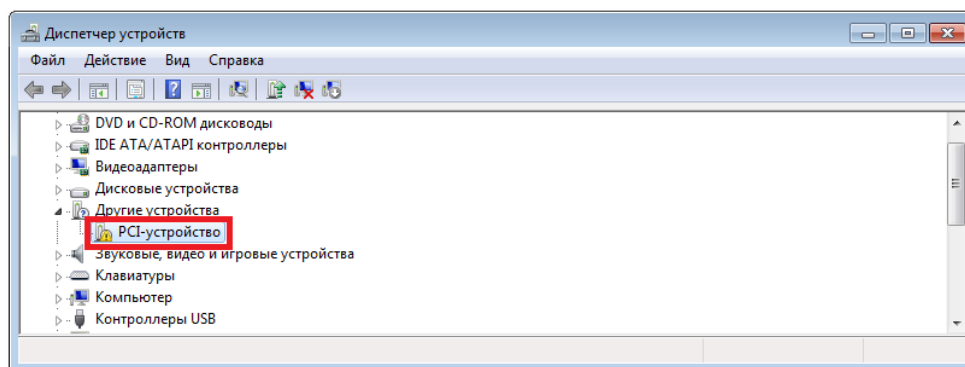 Диспетчер устройств
Файл Действие Вид Справка
DVD и CD-ROM дисководы
IDE ATA/ATAPI контроллеры
Видеоадаптеры
Дисковые устройства
Другие устройства
PCI-устройство
Звуковые, видео и игровые устройства
Клавиатуры
Компьютер
Контроллеры USB